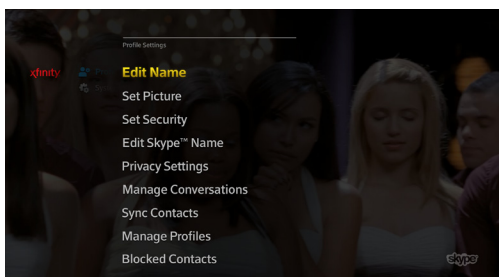 Profile Settings
xfinity
Edit Name
Set Picture
Set Security
Edit Skype™ Name
Privacy Settings
Manage Conversations
Sync Contacts
Manage Profiles
Blocked Contacts
skype